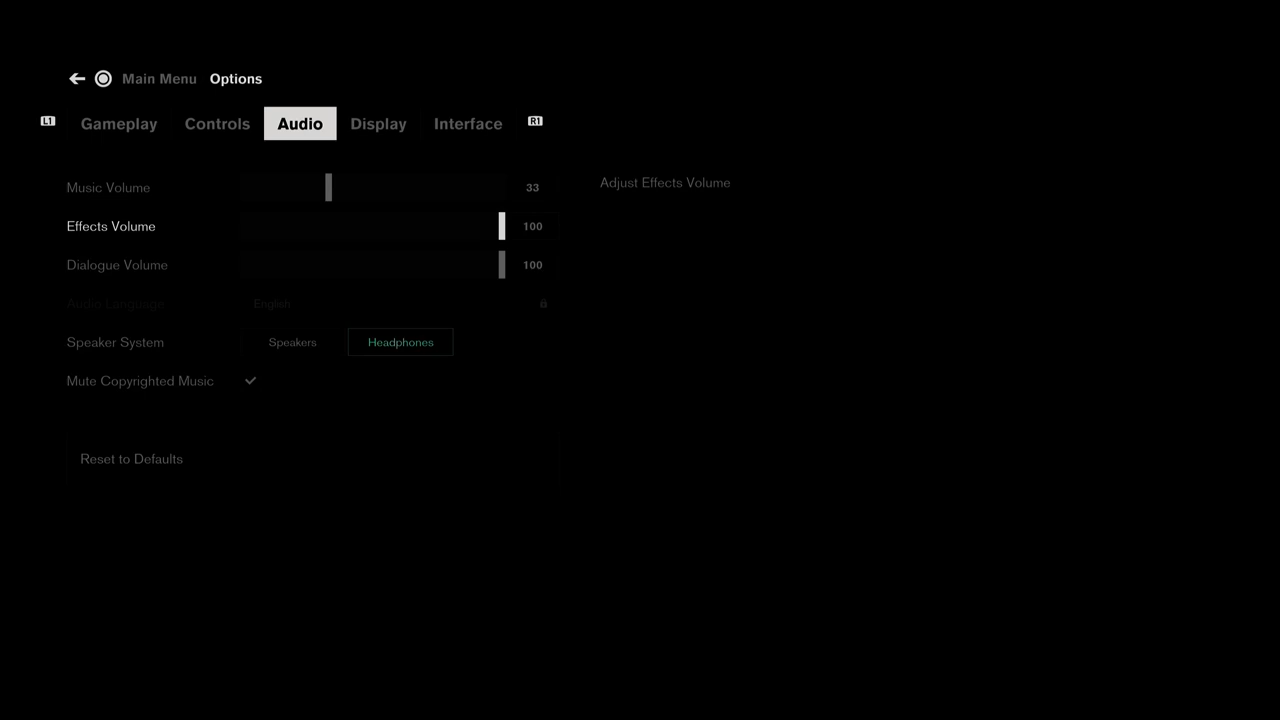 Main Menu Options
L1 Gameplay Controls Audio Display Interface R1
Music Volume 33
Adjust Effects Volume
Effects Volume 100
Dialogue Volume 100
Audio Language English
Speaker System Speakers Headphones
Mute Copyrighted Music
Reset to Defaults